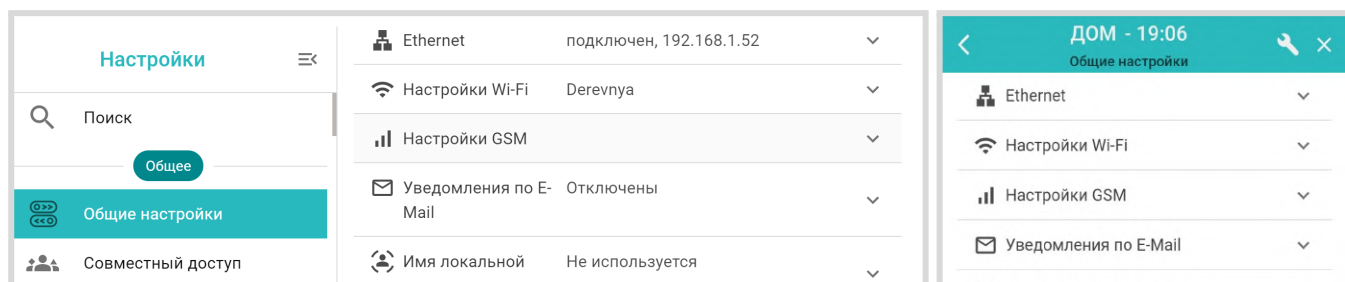 Настройки
Поиск
Общее
Общие настройки
Совместный доступ
Ethernet подключен, 192.168.1.52
Настройки Wi-Fi Derevnya
Настройки GSM
Уведомления по E- Отключены
Mail
Имя локальной Не используется
ДОМ - 19:06
Общие настройки
Ethernet
Настройки Wi-Fi
Настройки GSM
Уведомления по E-Mail